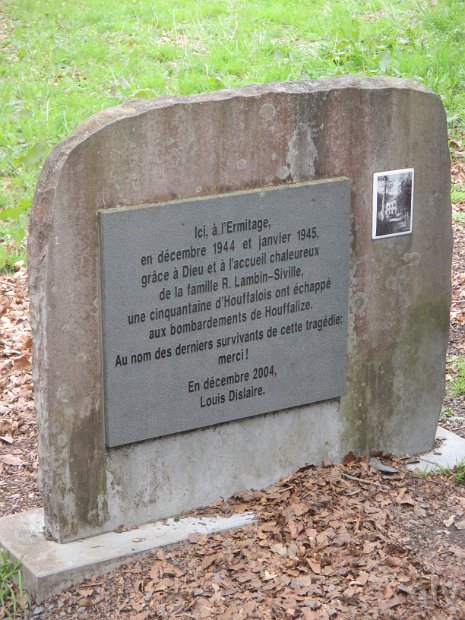 Ici, à l'Ermitage,
en décembre 1944 et janvier 1945,
grâce à Dieu et à l'accueil chaleureux
de la famille R. Lambin-Siville,
une cinquantaine d'Houffalois ont échappé
aux bombardements de Houffalize.
Au nom des derniers survivants de cette tragédie:
merci!
En décembre 2004,
Louis Dislaire.